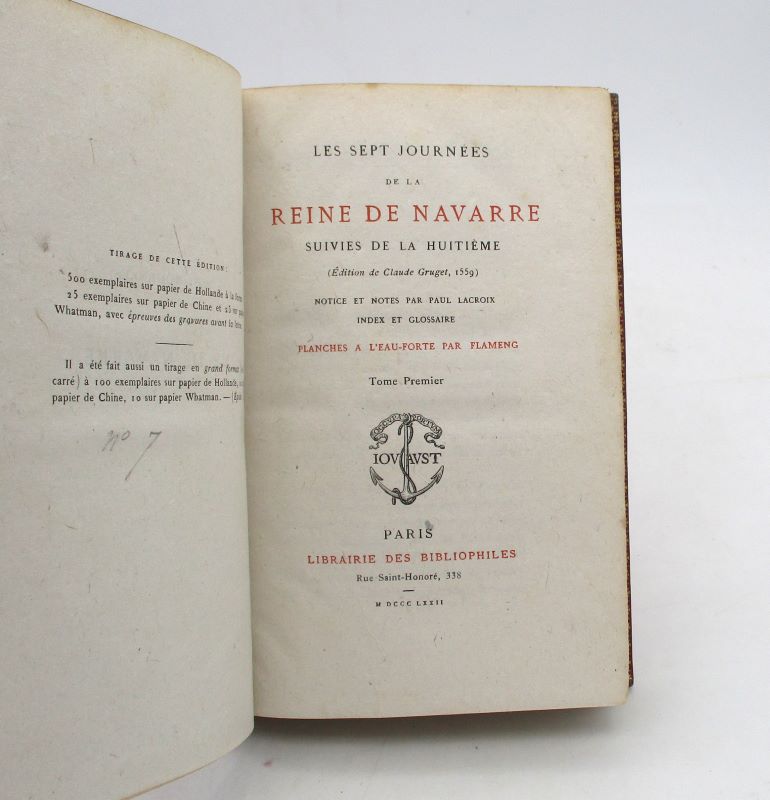 TIRAGE DE CETTE ÉDITION :
500 exemplaires sur papier de Hollande à la
25 exemplaires sur papier de Chine et 25 sur
Whatman, avec épreuves des gravures avant la
Il a été fait aussi un tirage en grand format
carré) à 100 exemplaires sur papier de Hollande,
papier de Chine, 10 sur papier Whatman. — (
no 7
LES SEPT JOURNÉES
DE LA
REINE DE NAVARRE
SUIVIES DE LA HUITIÈME
(Édition de Claude Gruget, 1559)
NOTICE ET NOTES PAR PAUL LACROIX
INDEX ET GLOSSAIRE
PLANCHES A L'EAU-FORTE PAR FLAMENG
Tome Premier
OCCUPA PORTUM
IOVAVST
PARIS
LIBRAIRIE DES BIBLIOPHILES
Rue Saint-Honoré, 338
M DCCC LXXII